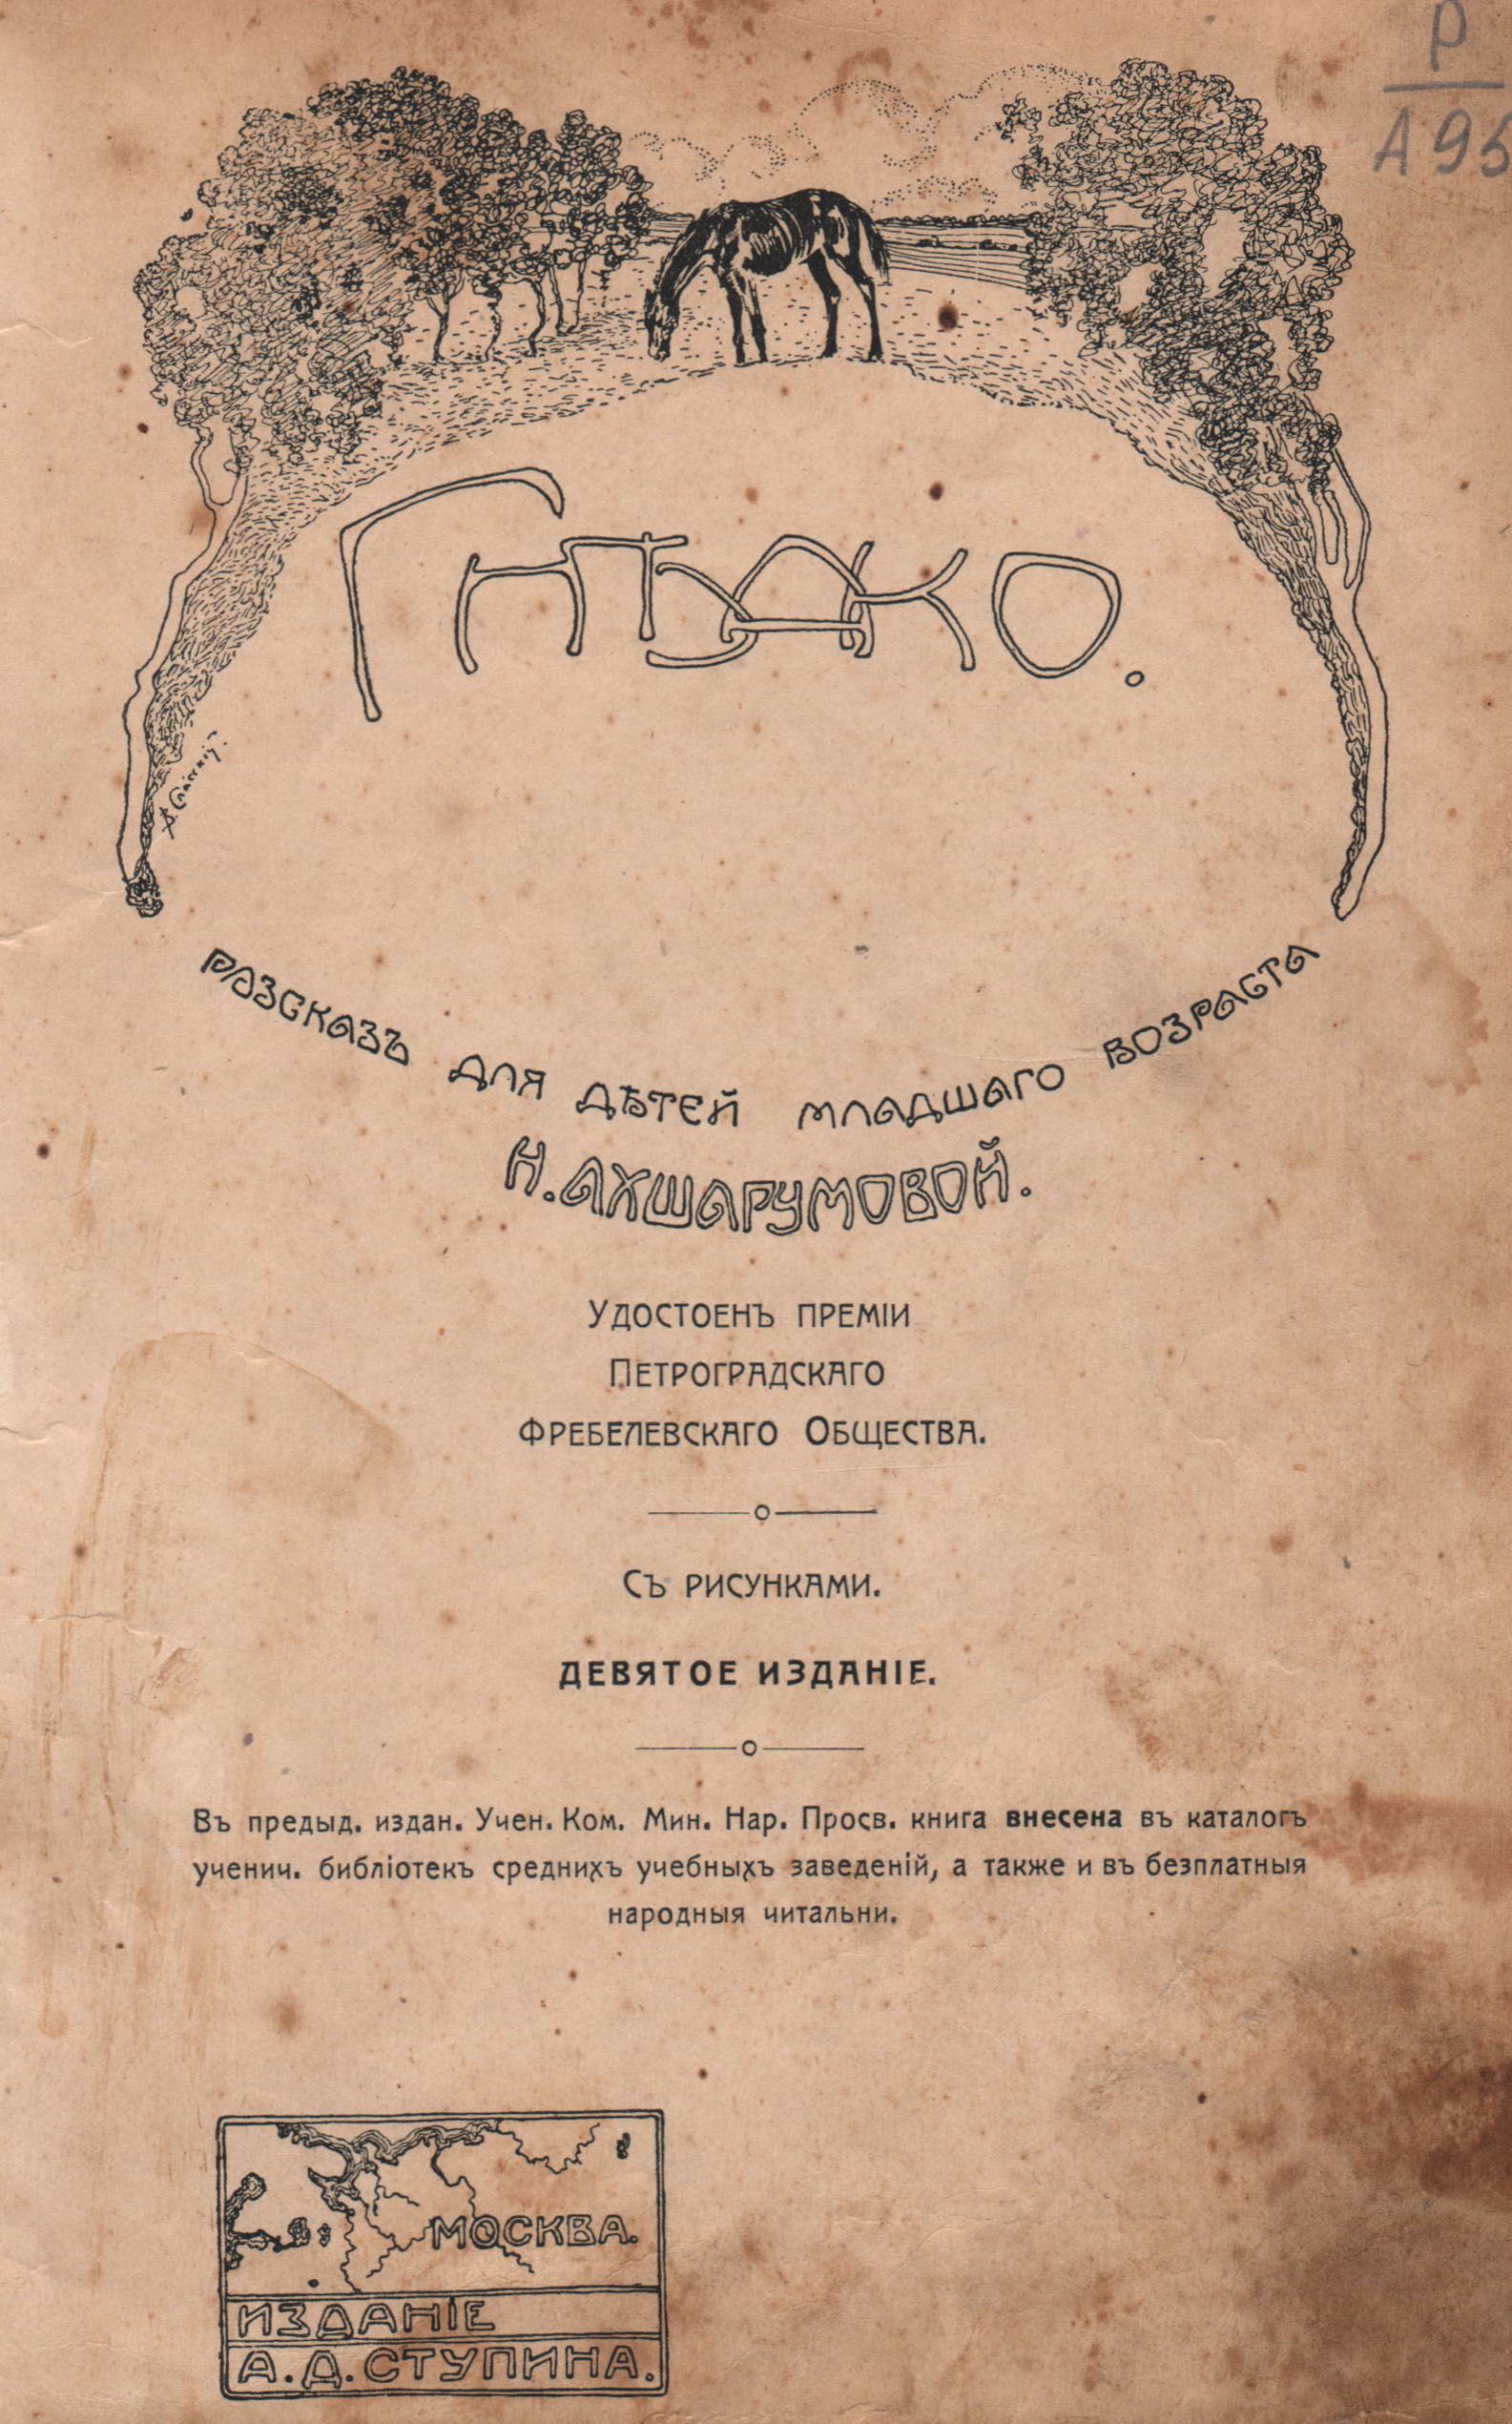 Р
А 95
Гнѣдко.
РАЗСКАЗЪ ДЛЯ ДѢТЕЙ МЛАДШАГО ВОЗРАСТА
Н. АХШАРУМОВОЙ.
УДОСТОЕНЪ ПРЕМІИ
ПЕТРОГРАДСКАГО
ФРЕБЕЛЕВСКАГО ОБЩЕСТВА.
СЪ РИСУНКАМИ.
ДЕВЯТОЕ ИЗДАНІЕ.
Въ предыд. издан. Учен. Ком. Мин. Нар. Просв. книга внесена въ каталогъ
ученич. библіотекъ среднихъ учебныхъ заведеній, а также и въ безплатныя
народныя читальни.
МОСКВА.
ИЗДАНІЕ
А. Д. СТУПИНА.